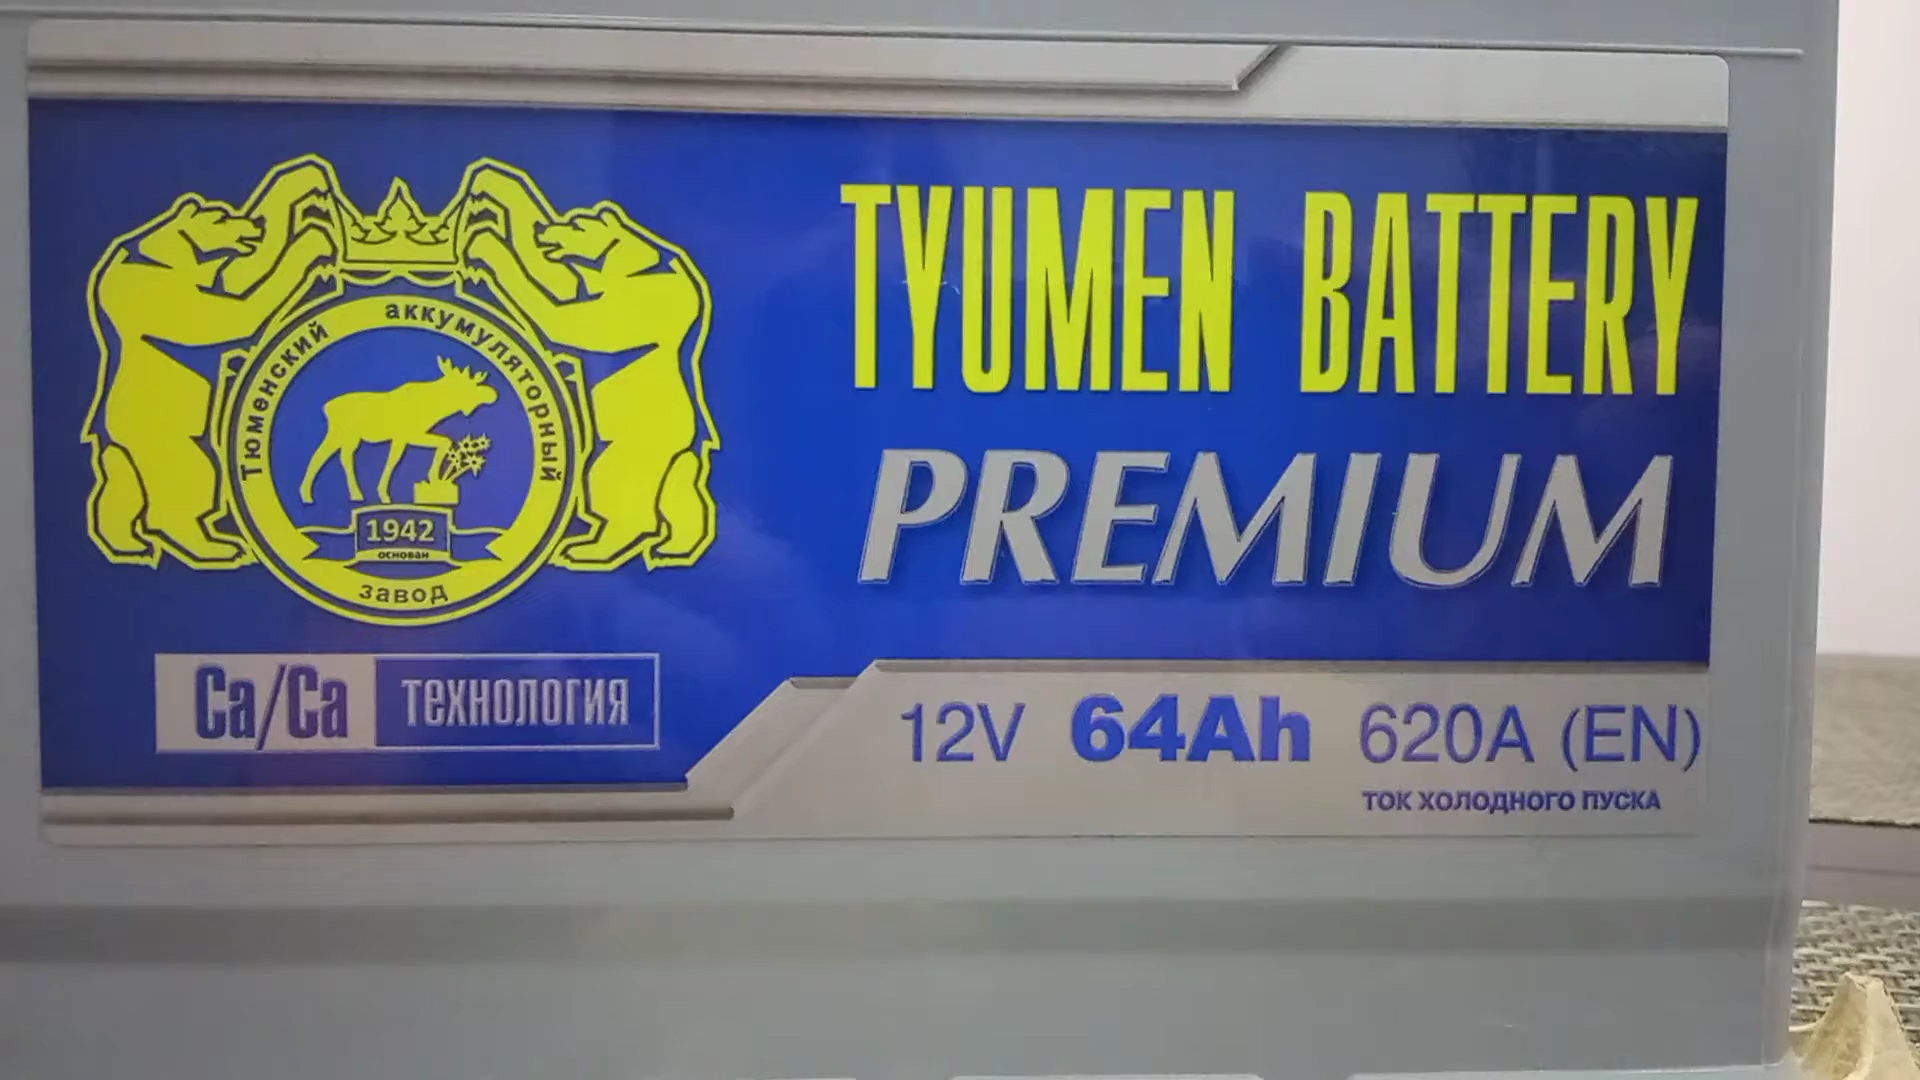 Тюменский аккумуляторный
1942
основан
завод
Ca/Ca технология
TYUMEN BATTERY
PREMIUM
12V 64Ah 620A (EN)
ТОК ХОЛОДНОГО ПУСКА